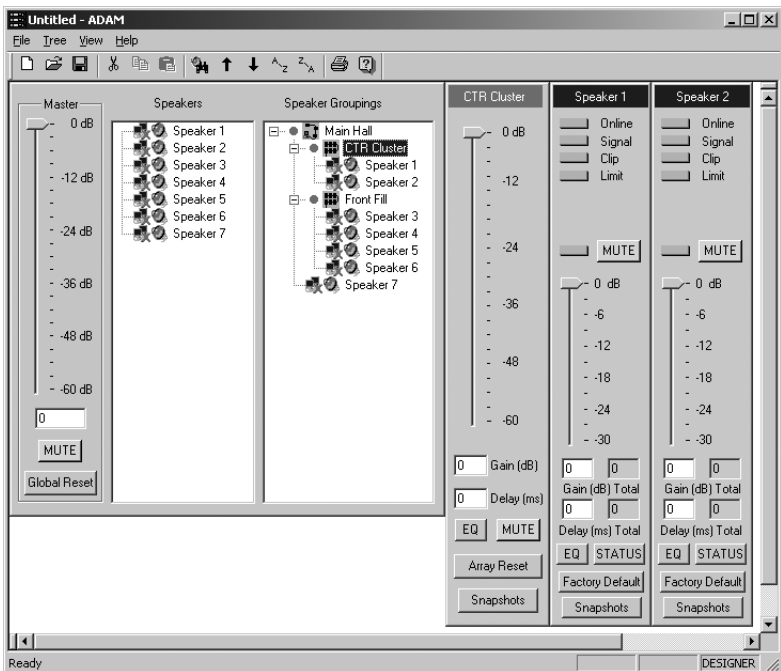 Untitled - ADAM
File Tree View Help
Master
0 dB
-12 dB
-24 dB
-36 dB
-48 dB
-60 dB
0
MUTE
Global Reset
Speakers
Speaker 1
Speaker 2
Speaker 3
Speaker 4
Speaker 5
Speaker 6
Speaker 7
Speaker Groupings
Main Hall
CTR Cluster
Speaker 1
Speaker 2
Front Fill
Speaker 3
Speaker 4
Speaker 5
Speaker 6
Speaker 7
CTR Cluster
0 dB
-12
-24
-36
-48
-60
0 Gain (dB)
0 Delay (ms)
EQ MUTE
Array Reset
Snapshots
Speaker 1
Online
Signal
Clip
Limit
MUTE
0 dB
-6
-12
-18
-24
-30
0 0
Gain (dB) Total
0 0
Delay (ms) Total
EQ STATUS
Factory Default
Snapshots
Speaker 2
Online
Signal
Clip
Limit
MUTE
0 dB
-6
-12
-18
-24
-30
0 0
Gain (dB) Total
0 0
Delay (ms) Total
EQ STATUS
Factory Default
Snapshots
Ready
DESIGNER